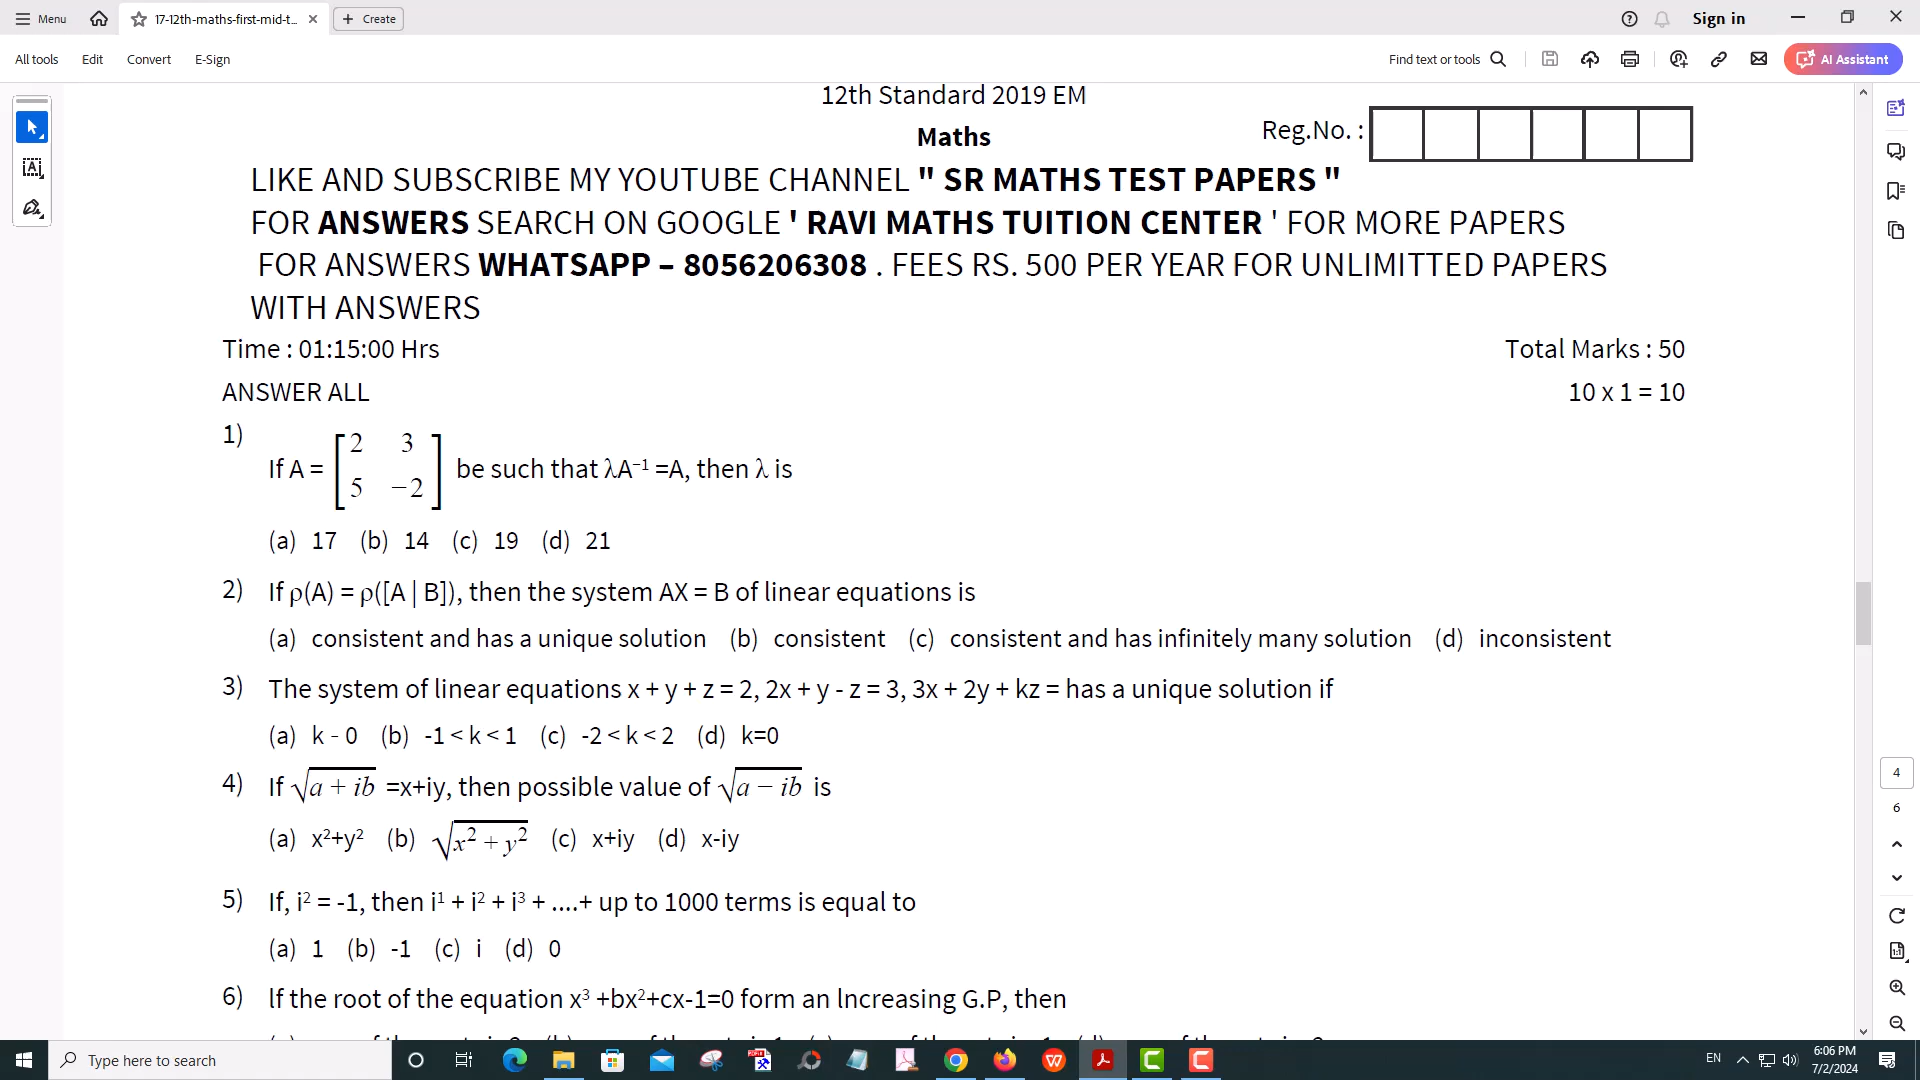 Menu
17-12th-maths-first-mid-t...
Create
Sign in
All tools Edit Convert E-Sign
Find text or tools
AI Assistant
12th Standard 2019 EM
Maths
Reg.No. :
LIKE AND SUBSCRIBE MY YOUTUBE CHANNEL " SR MATHS TEST PAPERS "
FOR ANSWERS SEARCH ON GOOGLE ' RAVI MATHS TUITION CENTER ' FOR MORE PAPERS
FOR ANSWERS WHATSAPP – 8056206308 . FEES RS. 500 PER YEAR FOR UNLIMITTED PAPERS
WITH ANSWERS
Time : 01:15:00 Hrs
Total Marks : 50
ANSWER ALL
10 x 1 = 10
1)
If A = [2 3
5 −2] be such that λA⁻¹ =A, then λ is
(a) 17 (b) 14 (c) 19 (d) 21
2) If ρ(A) = ρ([A | B]), then the system AX = B of linear equations is
(a) consistent and has a unique solution (b) consistent (c) consistent and has infinitely many solution (d) inconsistent
3) The system of linear equations x + y + z = 2, 2x + y - z = 3, 3x + 2y + kz = has a unique solution if
(a) k - 0 (b) -1 < k < 1 (c) -2 < k < 2 (d) k=0
4) If √(a + ib) =x+iy, then possible value of √(a − ib) is
(a) x²+y² (b) √(x² + y²) (c) x+iy (d) x-iy
5) If, i² = -1, then i¹ + i² + i³ + ....+ up to 1000 terms is equal to
(a) 1 (b) -1 (c) i (d) 0
6) lf the root of the equation x³ +bx²+cx-1=0 form an lncreasing G.P, then
4
6
Type here to search
EN
6:06 PM
7/2/2024